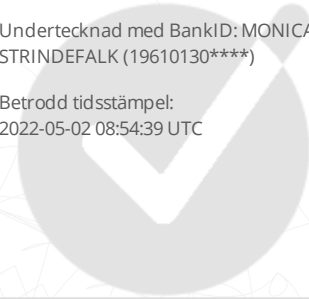 Undertecknad med BankID: MONICA
STRINDEFALK (19610130****)
Betrodd tidsstämpel:
2022-05-02 08:54:39 UTC